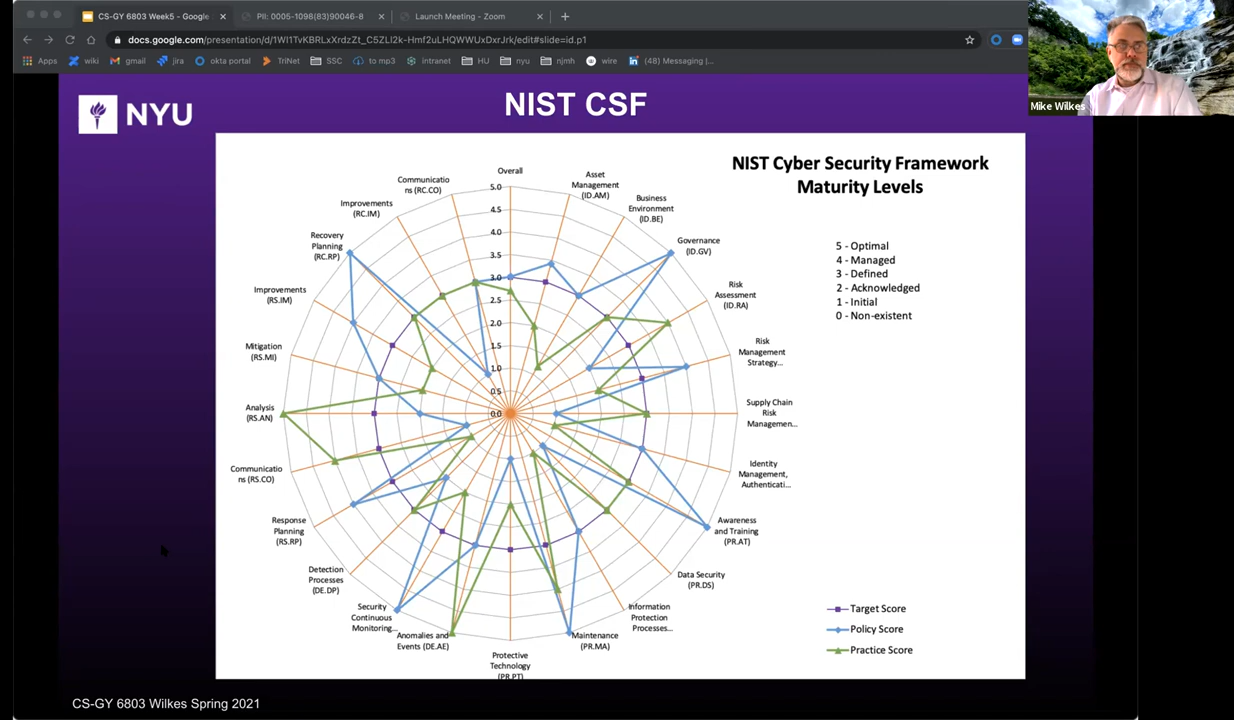 CS-GY 6803 Week5 - Google
PII: 0005-1098(83)90046-8
Launch Meeting - Zoom
docs.google.com/presentation/d/1WI1TvKBRLxXrdzZt_C5ZLI2k-Hmf2uLHQWWUxDxrJrk/edit#slide=id.p1
Apps wiki gmail jira okta portal TriNet SSC to mp3 intranet HU nyu njmh wire (48) Messaging |...
Mike Wilkes
NYU
NIST CSF
NIST Cyber Security Framework
Maturity Levels
5 - Optimal
4 - Managed
3 - Defined
2 - Acknowledged
1 - Initial
0 - Non-existent
Overall
Asset
Management
(ID.AM)
Business
Environment
(ID.BE)
Governance
(ID.GV)
Risk
Assessment
(ID.RA)
Risk
Management
Strategy...
Supply Chain
Risk
Managemen...
Identity
Management,
Authenticati...
Awareness
and Training
(PR.AT)
Data Security
(PR.DS)
Information
Protection
Processes...
Maintenance
(PR.MA)
Protective
Technology
(PR.PT)
Anomalies and
Events (DE.AE)
Security
Continuous
Monitoring...
Detection
Processes
(DE.DP)
Response
Planning
(RS.RP)
Communicatio
ns (RS.CO)
Analysis
(RS.AN)
Mitigation
(RS.MI)
Improvements
(RS.IM)
Recovery
Planning
(RC.RP)
Improvements
(RC.IM)
Communicatio
ns (RC.CO)
5.0
4.5
4.0
3.5
3.0
2.5
2.0
1.5
1.0
0.5
0.0
Target Score
Policy Score
Practice Score
CS-GY 6803 Wilkes Spring 2021